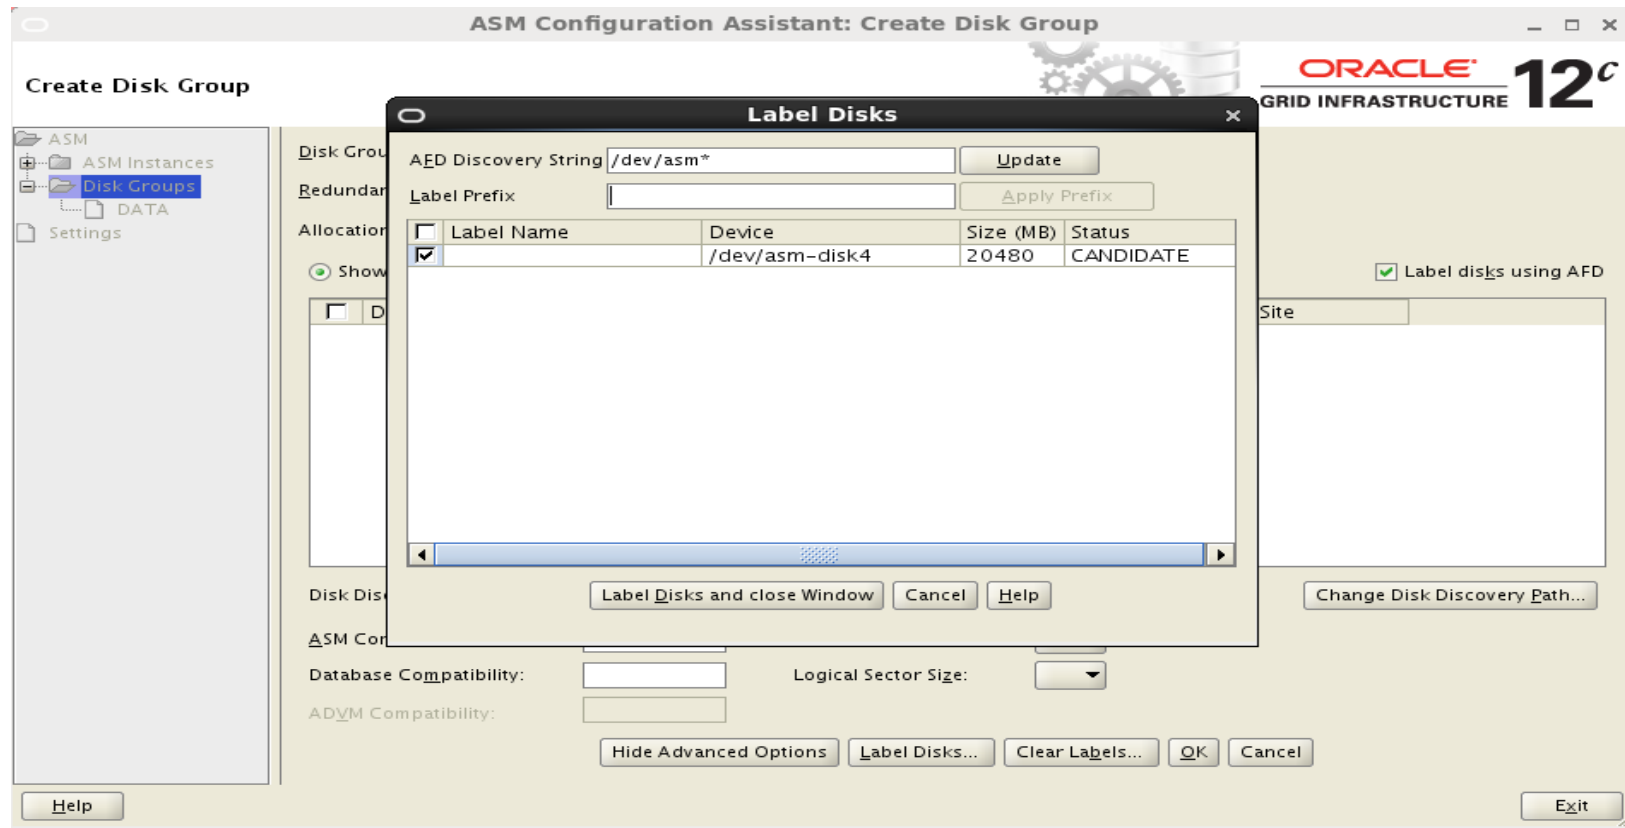 ASM Configuration Assistant: Create Disk Group
Create Disk Group
ORACLE
GRID INFRASTRUCTURE 12c
ASM
ASM Instances
Disk Groups
DATA
Settings
Disk Grou
Redundar
Allocation
Show
Label disks using AFD
D
Site
Label Disks
AFD Discovery String /dev/asm* Update
Label Prefix Apply Prefix
Label Name Device Size (MB) Status
/dev/asm-disk4 20480 CANDIDATE
Label Disks and close Window Cancel Help
Disk Dis
Change Disk Discovery Path...
ASM Cor
Database Compatibility: Logical Sector Size:
ADVM Compatibility:
Hide Advanced Options Label Disks... Clear Labels... OK Cancel
Help Exit